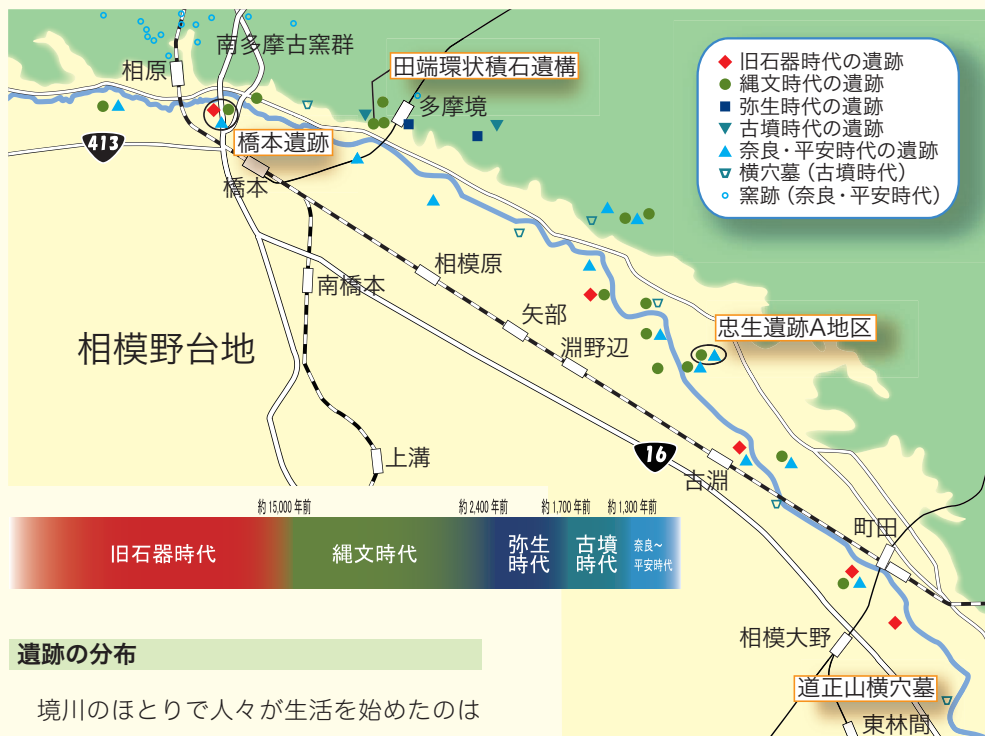 南多摩古窯群
相原
田端環状積石遺構
多摩境
旧石器時代の遺跡
縄文時代の遺跡
弥生時代の遺跡
古墳時代の遺跡
奈良・平安時代の遺跡
横穴墓（古墳時代）
窯跡（奈良・平安時代）
413
橋本遺跡
橋本
相模原
南橋本
矢部
忠生遺跡A地区
淵野辺
相模野台地
上溝
16
古淵
町田
相模大野
道正山横穴墓
東林間
約15,000年前
約2,400年前
約1,700年前
約1,300年前
旧石器時代
縄文時代
弥生
時代
古墳
時代
奈良～
平安時代
遺跡の分布
境川のほとりで人々が生活を始めたのは